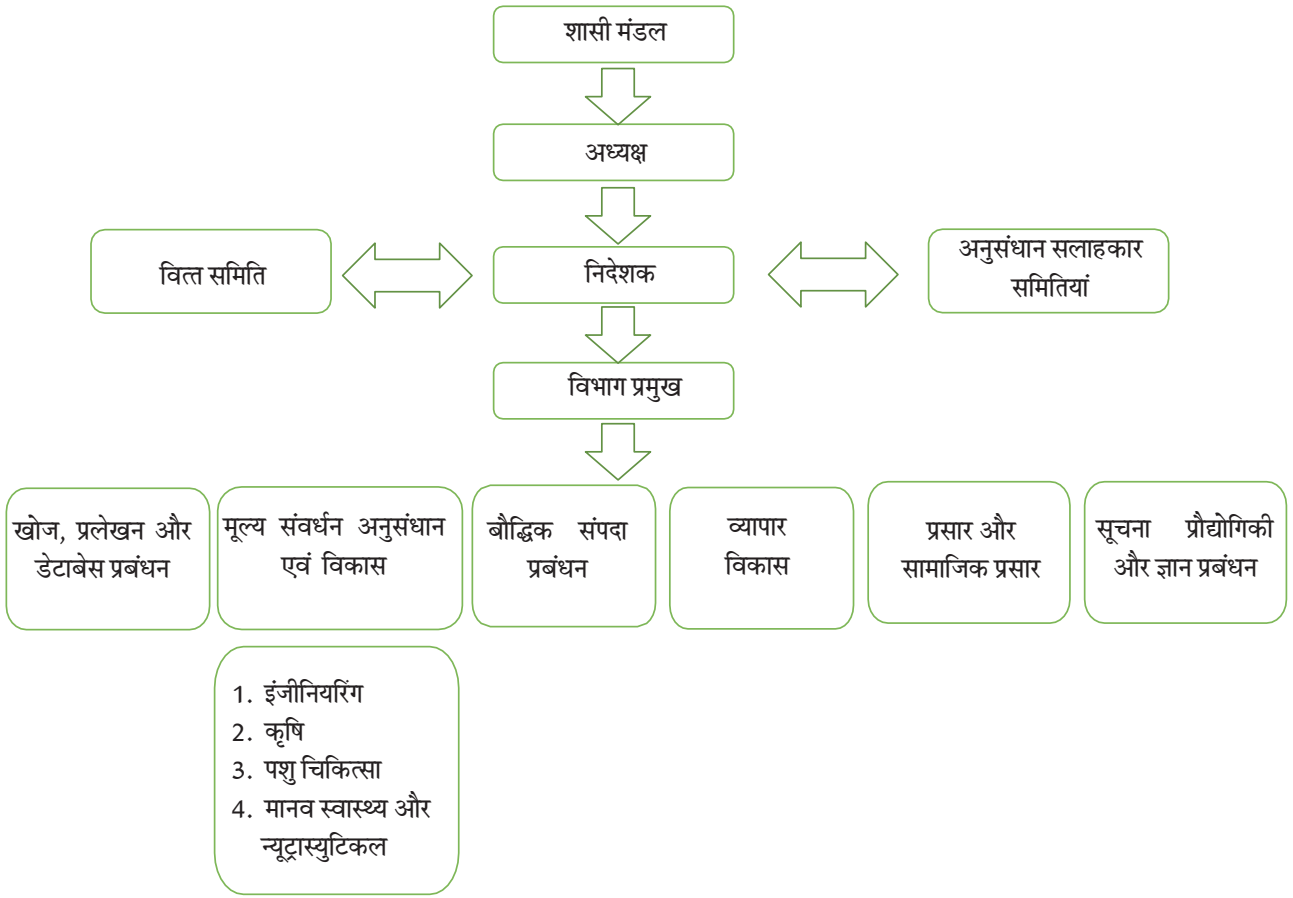 शासी मंडल
अध्यक्ष
वित्त समिति
निदेशक
अनुसंधान सलाहकार
समितियां
विभाग प्रमुख
खोज, प्रलेखन और
डेटाबेस प्रबंधन
मूल्य संवर्धन अनुसंधान
एवं विकास
बौद्धिक संपदा
प्रबंधन
व्यापार
विकास
प्रसार और
सामाजिक प्रसार
सूचना प्रौद्योगिकी
और ज्ञान प्रबंधन
1. इंजीनियरिंग
2. कृषि
3. पशु चिकित्सा
4. मानव स्वास्थ्य और
न्यूट्रास्युटिकल